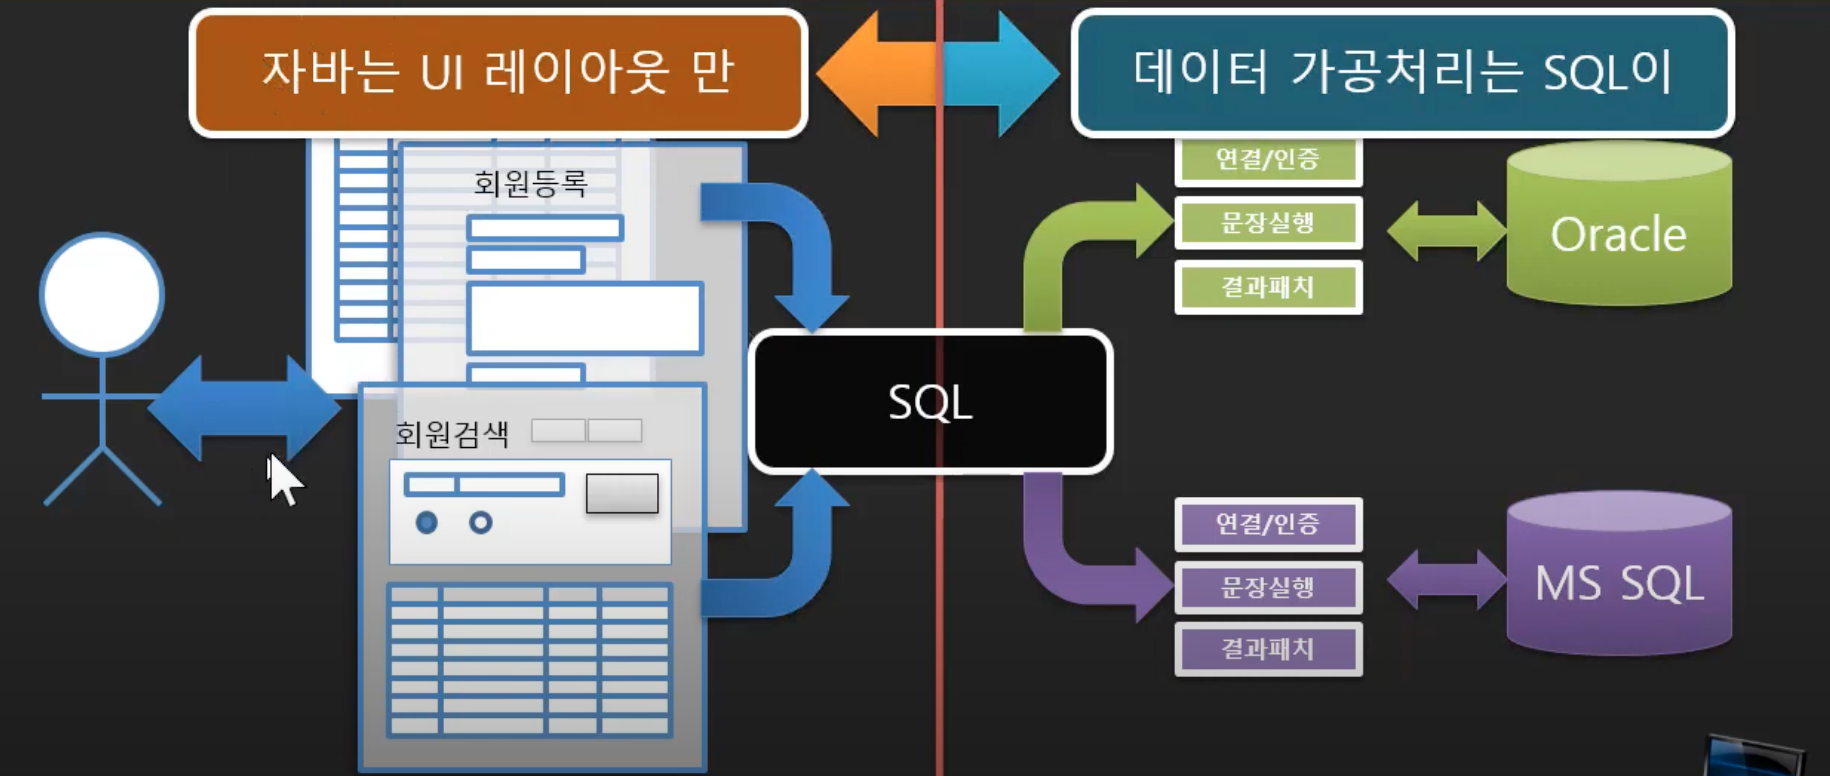 자바는 UI 레이아웃 만
데이터 가공처리는 SQL이
회원등록
회원검색
SQL
연결/인증
문장실행
결과패치
Oracle
연결/인증
문장실행
결과패치
MS SQL